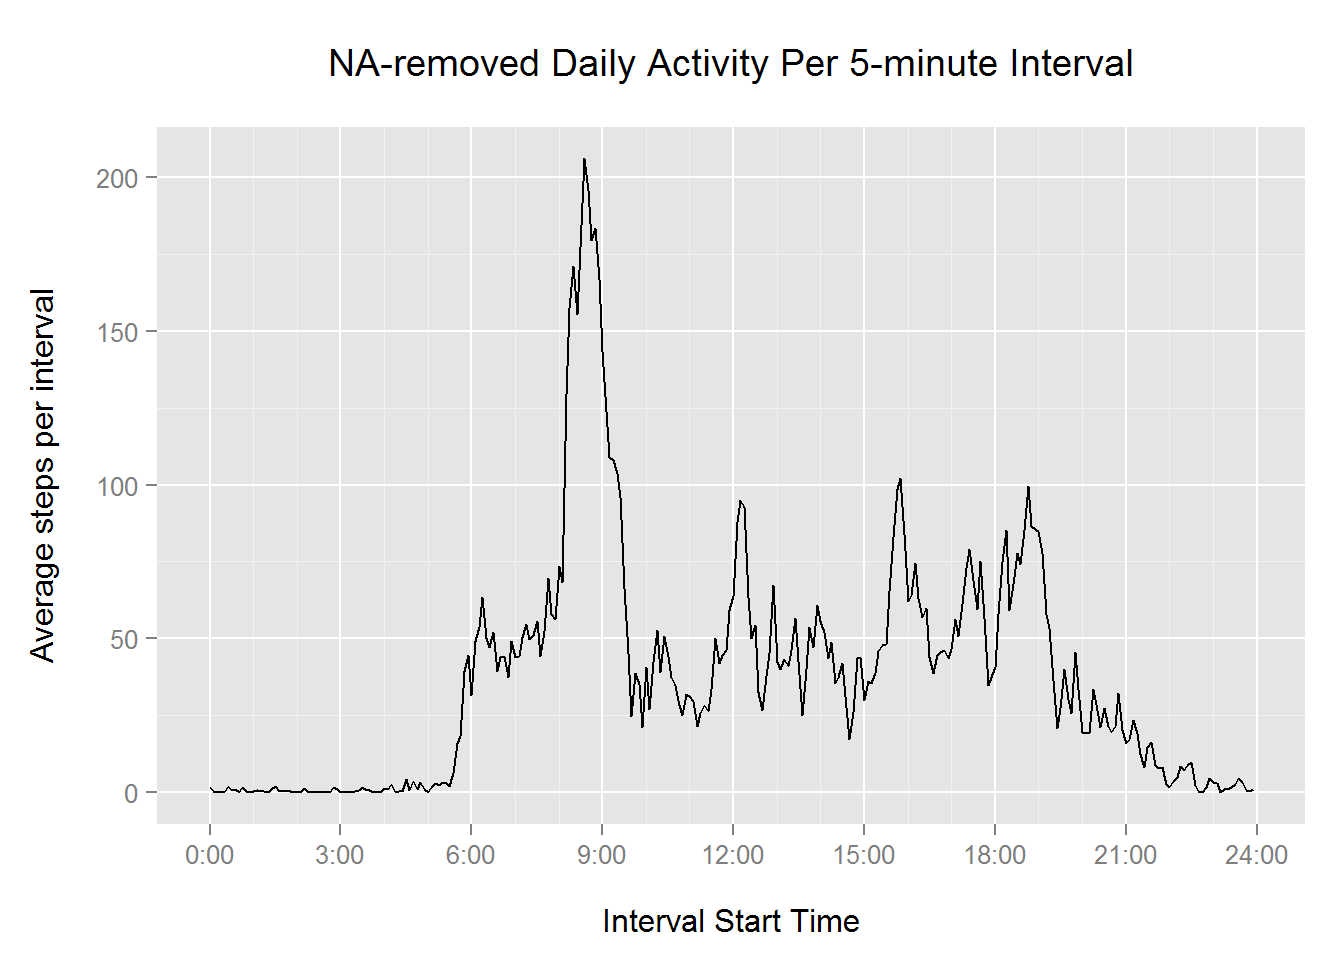 NA-removed Daily Activity Per 5-minute Interval
Average steps per interval
200
150
100
50
0
0:00 3:00 6:00 9:00 12:00 15:00 18:00 21:00 24:00
Interval Start Time